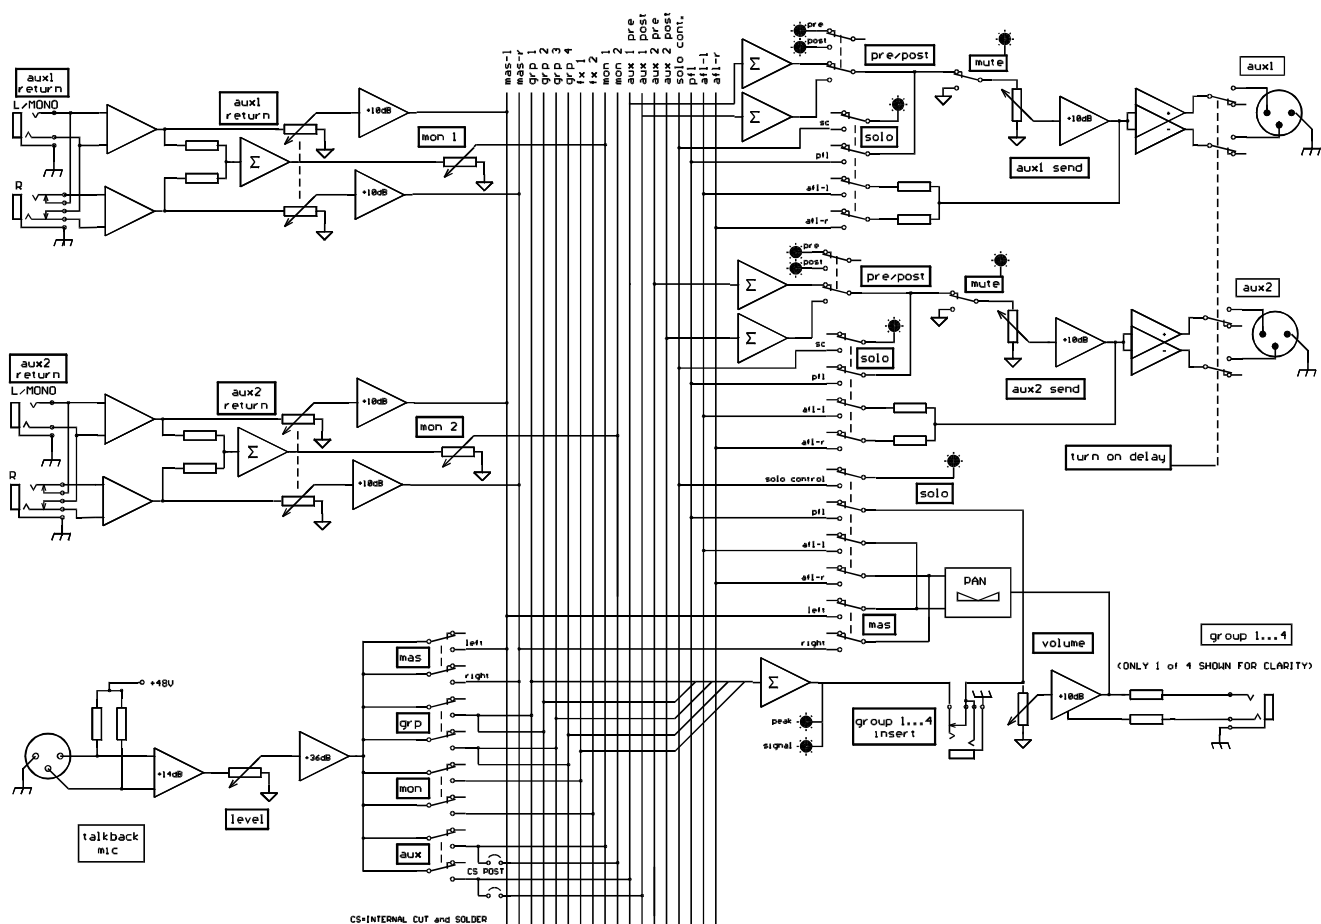 mas-l
mas-r
grp 1
grp 2
grp 3
grp 4
fx 1
fx 2
mon 1
mon 2
aux 1 pre
aux 1 post
aux 2 pre
aux 2 post
solo cont.
pfl
afl-l
afl-r
aux1
return
L/MONO
R
aux1
return
+10dB
+10dB
Σ
mon 1
Σ
Σ
pre
post
pre/post
mute
solo
sc
pfl
afl-l
afl-r
+10dB
aux1 send
+
-
aux1
aux2
return
L/MONO
R
aux2
return
+10dB
+10dB
Σ
mon 2
Σ
Σ
pre
post
pre/post
mute
solo
sc
pfl
afl-l
afl-r
+10dB
aux2 send
+
-
aux2
turn on delay
solo control
solo
pfl
afl-l
afl-r
PAN
left
mas
right
volume
group 1...4
(ONLY 1 of 4 SHOWN FOR CLARITY)
Σ
peak
signal
group 1...4
insert
+10dB
+48V
+14dB
+36dB
level
talkback
mic
mas
left
right
grp
mon
aux
CS POST
CS=INTERNAL CUT and SOLDER